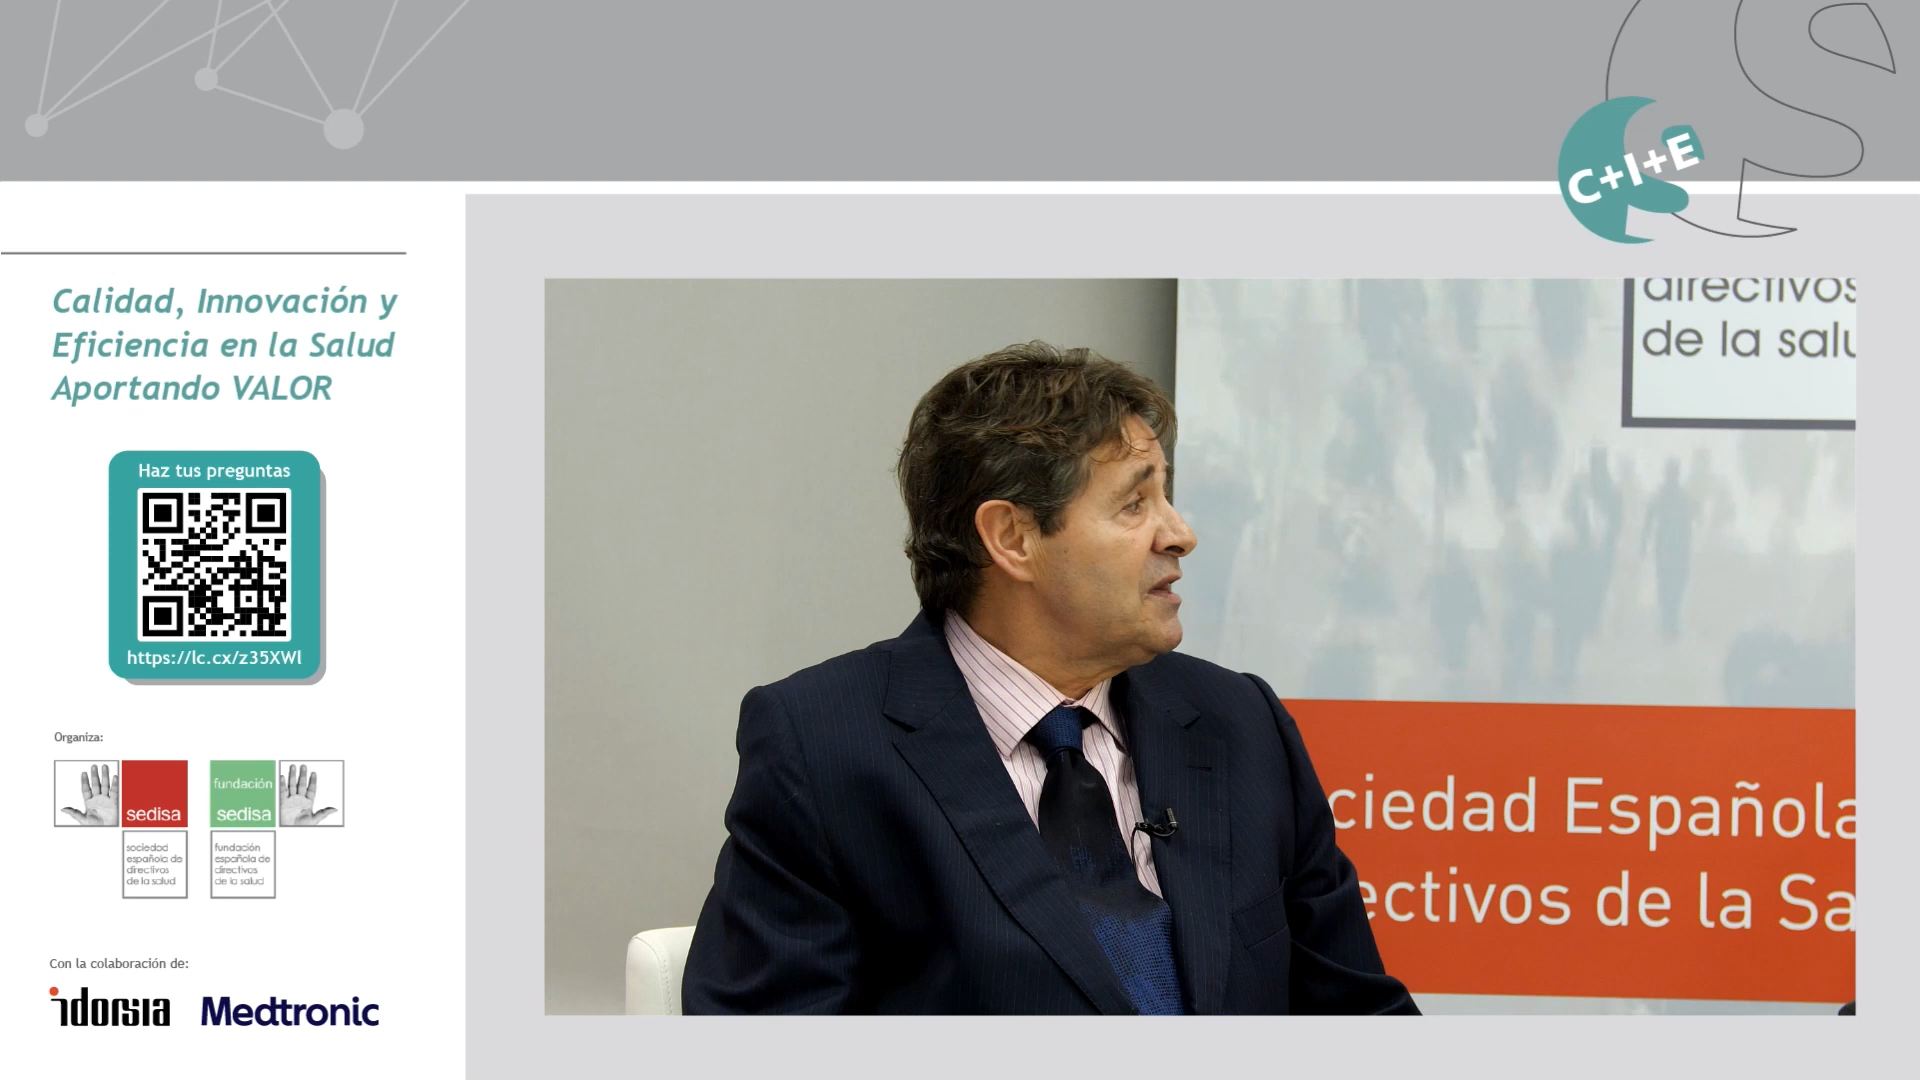 C+I+E
Calidad, Innovación y
Eficiencia en la Salud
Aportando VALOR
Haz tus preguntas
https://lc.cx/z35XWl
Organiza:
sedisa
sociedad
española de
directivos
de la salud
fundación
sedisa
fundación
española de
directivos
de la salud
Con la colaboración de:
idorsia
Medtronic
directivos
de la salu
ciedad Española
ectivos de la Sa